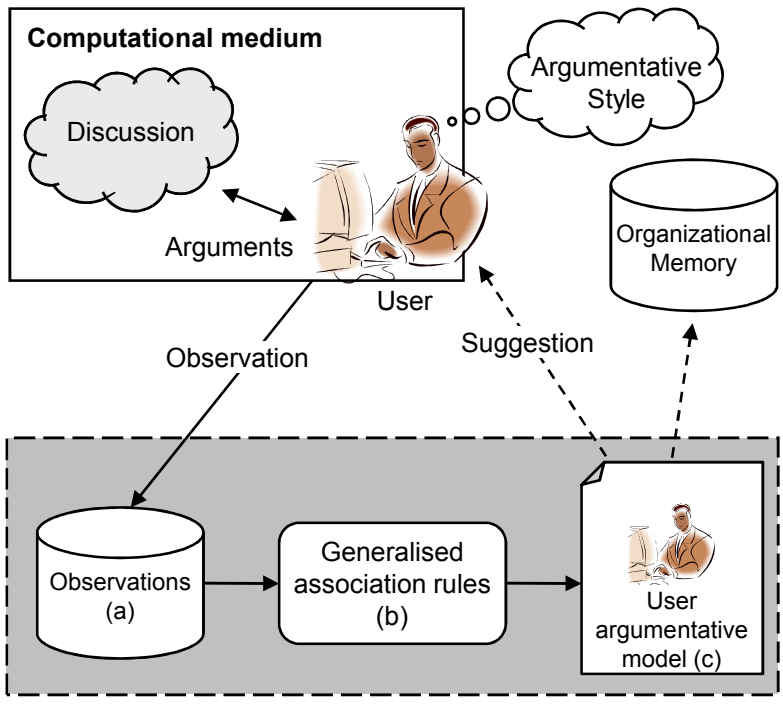 Computational medium
Argumentative
Style
Discussion
Arguments
User
Organizational
Memory
Observation
Suggestion
Observations
(a)
Generalised
association rules
(b)
User
argumentative
model (c)